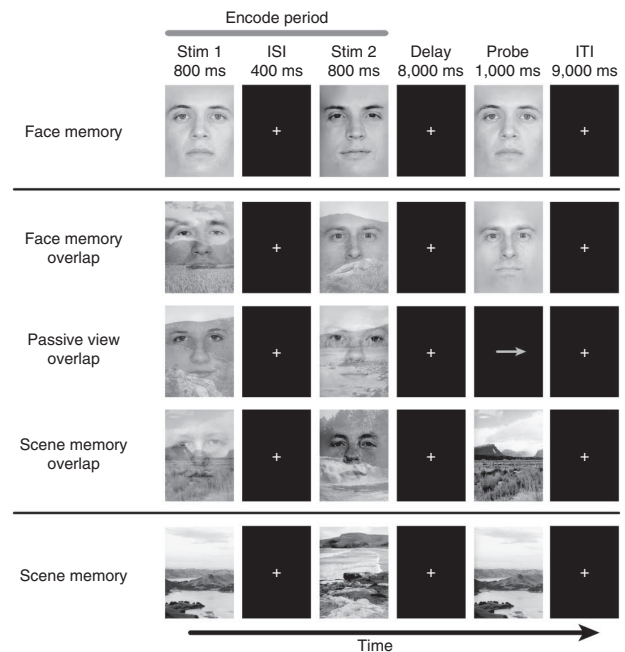 Encode period
Stim 1 ISI Stim 2 Delay Probe ITI
800 ms 400 ms 800 ms 8,000 ms 1,000 ms 9,000 ms
Face memory
Face memory
overlap
Passive view
overlap
Scene memory
overlap
Scene memory
Time